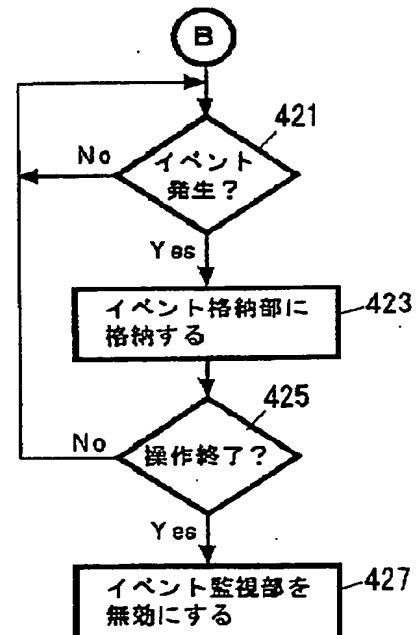 B
421
イベント
発生？
No
Yes
イベント格納部に
格納する
423
425
操作終了？
No
Yes
イベント監視部を
無効にする
427